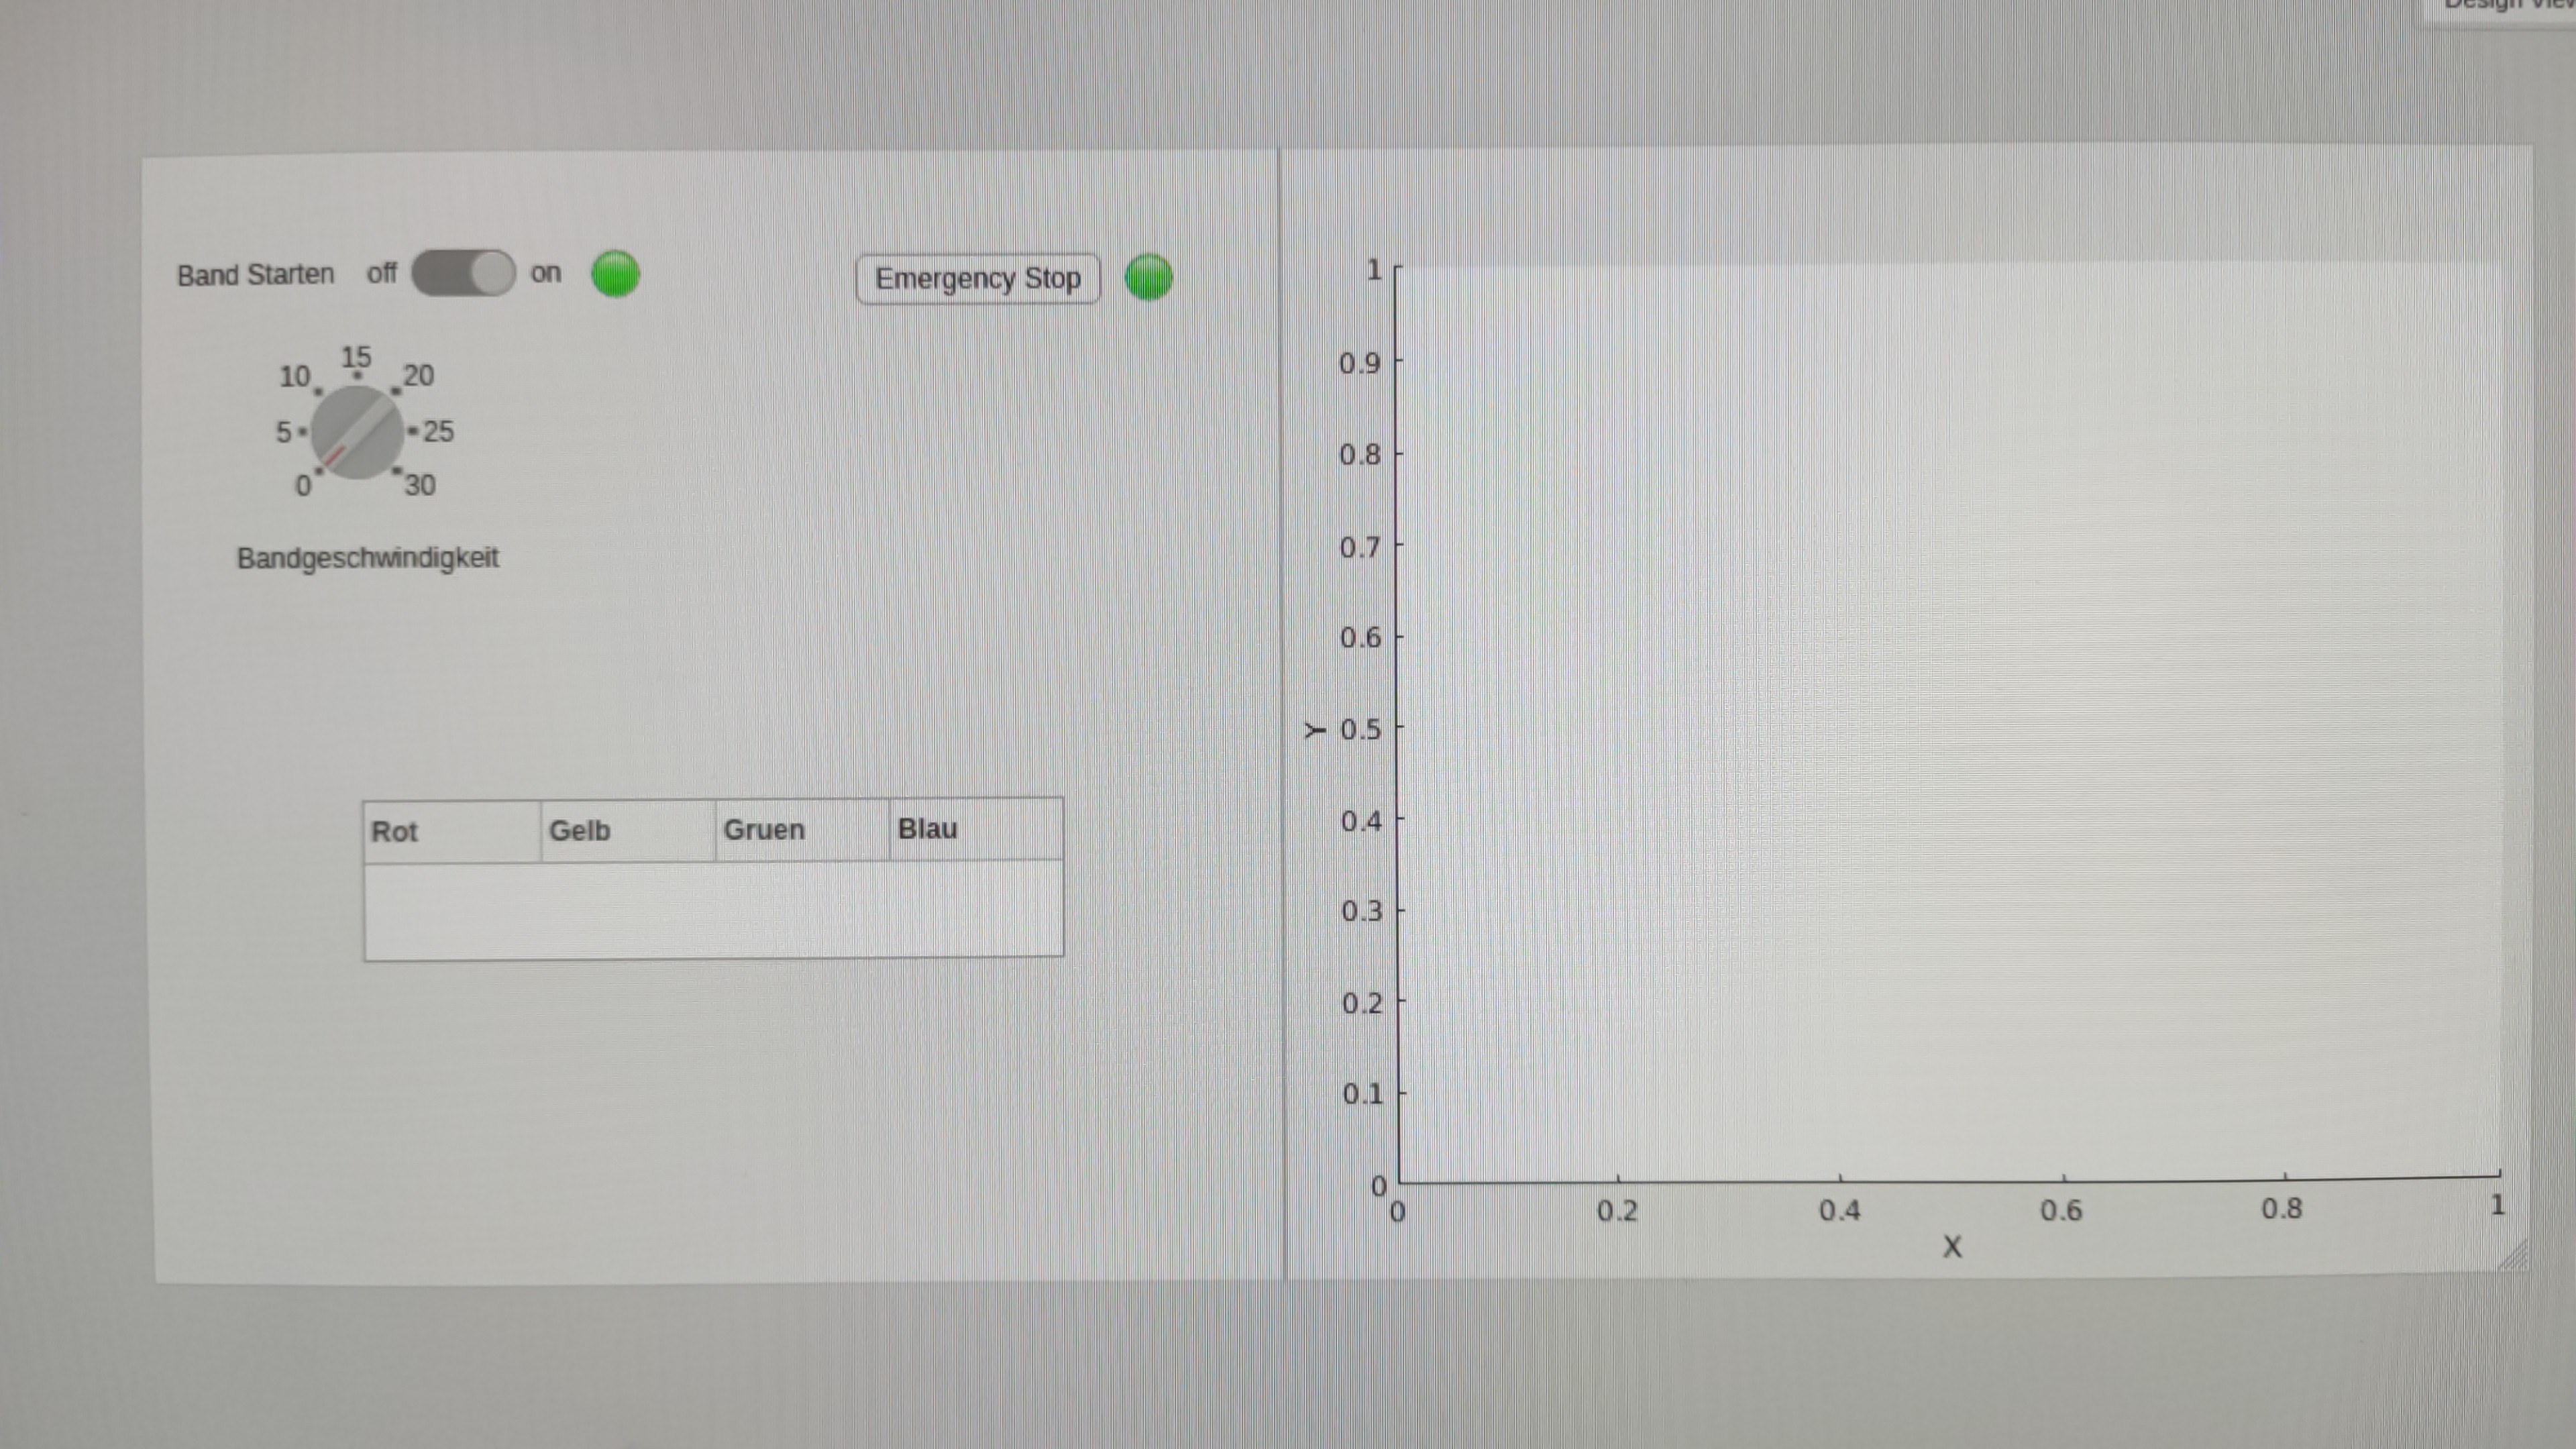 Design View
Band Starten off on
Emergency Stop
15
10 20
5 25
0 30
Bandgeschwindigkeit
Rot Gelb Gruen Blau
1
0.9
0.8
0.7
0.6
Y 0.5
0.4
0.3
0.2
0.1
0
0 0.2 0.4 0.6 0.8 1
X